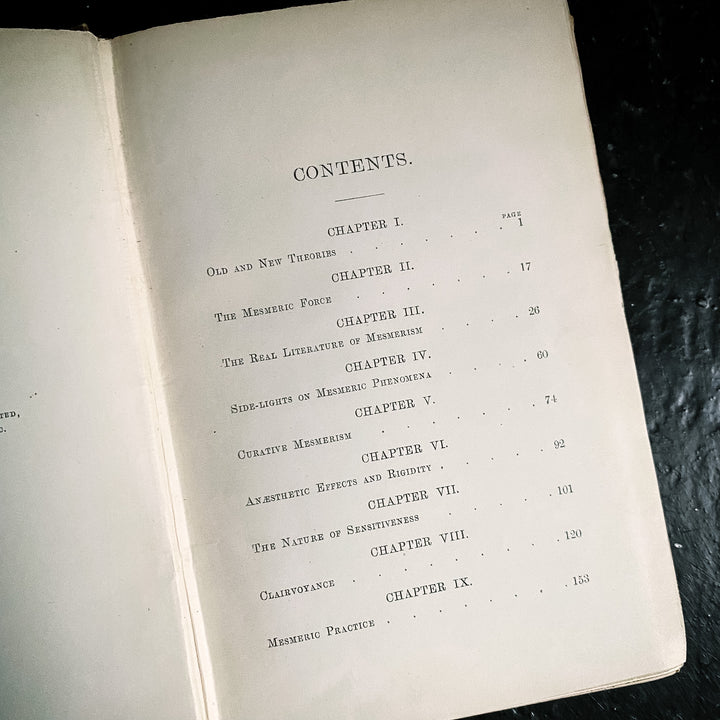 TED,
C.
CONTENTS.
PAGE
CHAPTER I.
Old and New Theories . . . . . . 1
CHAPTER II.
The Mesmeric Force . . . . . . 17
CHAPTER III.
The Real Literature of Mesmerism . . . . 26
CHAPTER IV.
Side-lights on Mesmeric Phenomena . . . . 60
CHAPTER V.
Curative Mesmerism . . . . . . 74
CHAPTER VI.
Anæsthetic Effects and Rigidity . . . . . 92
CHAPTER VII.
The Nature of Sensitiveness . . . . . 101
CHAPTER VIII.
Clairvoyance . . . . . . . 120
CHAPTER IX.
Mesmeric Practice . . . . . . . 153